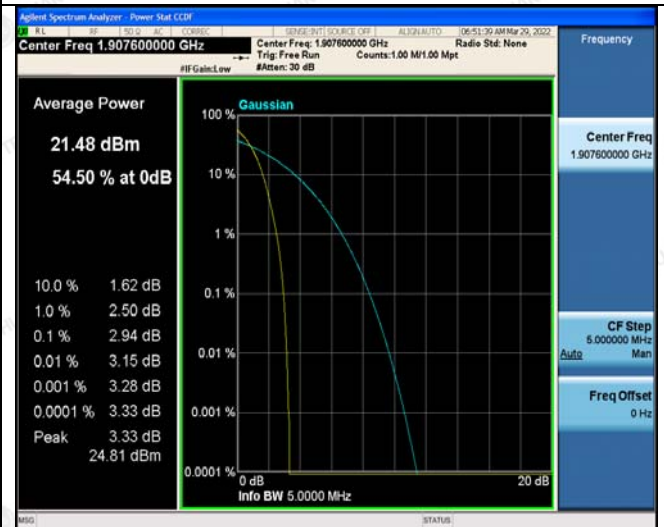 Agilent Spectrum Analyzer - Power Stat CCDF
RL RF 50 Ω AC CORREC SENSE:INT SOURCE OFF ALIGNAUTO 06:51:39 AM Mar 29, 2022
Center Freq 1.907600000 GHz
Center Freq: 1.907600000 GHz
Radio Std: None
Trig: Free Run
Counts:1.00 M/1.00 Mpt
#IFGain:Low
#Atten: 30 dB
Frequency
Average Power
21.48 dBm
54.50 % at 0dB
10.0 % 1.62 dB
1.0 % 2.50 dB
0.1 % 2.94 dB
0.01 % 3.15 dB
0.001 % 3.28 dB
0.0001 % 3.33 dB
Peak 3.33 dB
24.81 dBm
Gaussian
100 %
10 %
1 %
0.1 %
0.01 %
0.001 %
0.0001 %
0 dB
20 dB
Info BW 5.0000 MHz
Center Freq
1.907600000 GHz
CF Step
5.000000 MHz
Auto Man
Freq Offset
0 Hz
MSG
STATUS